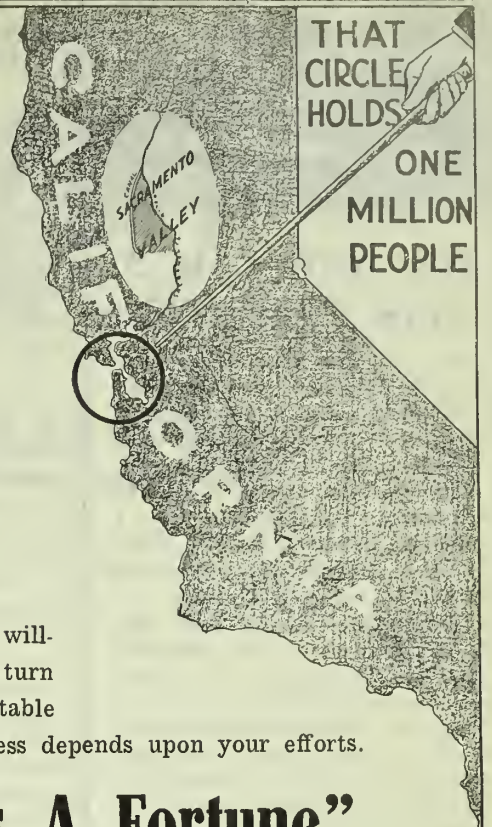 THAT
CIRCLE
HOLDS
ONE
MILLION
PEOPLE
CALIFORNIA
SACRAMENTO
VALLEY
will-
turn
table
ess depends upon your efforts.
A Fortune”